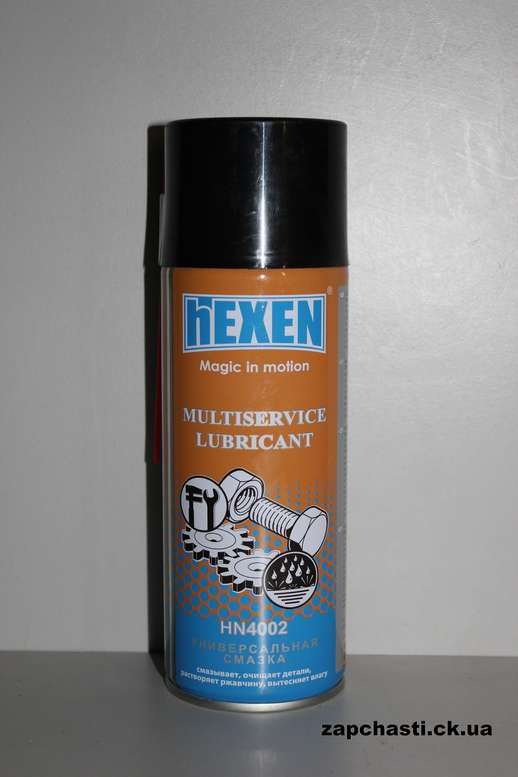 hEXEN®
Magic in motion
MULTISERVICE
LUBRICANT
HN4002
УНИВЕРСАЛЬНАЯ
СМАЗКА
смазывает, очищает детали,
растворяет ржавчину, вытесняет влагу
zapchasti.ck.ua